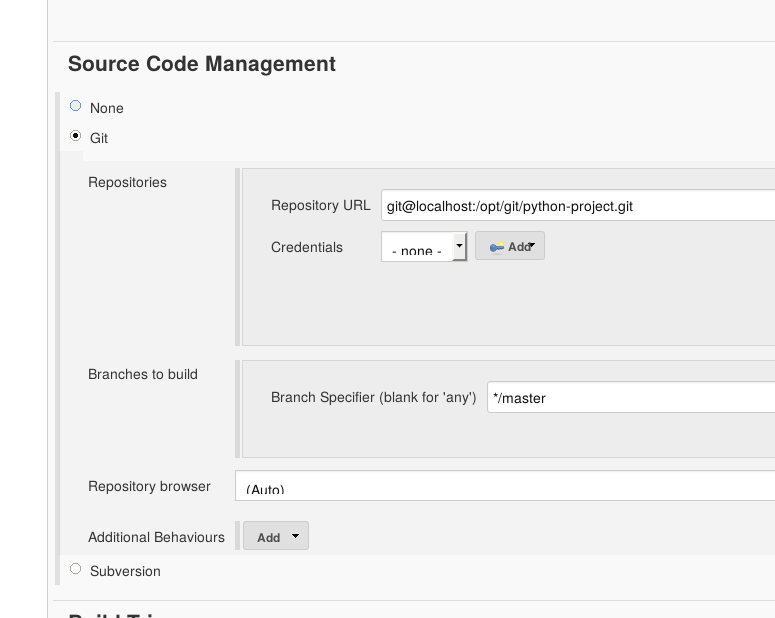 Source Code Management
None
Git
Repositories
Repository URL git@localhost:/opt/git/python-project.git
Credentials - none - Add
Branches to build
Branch Specifier (blank for 'any') */master
Repository browser (Auto)
Additional Behaviours Add
Subversion